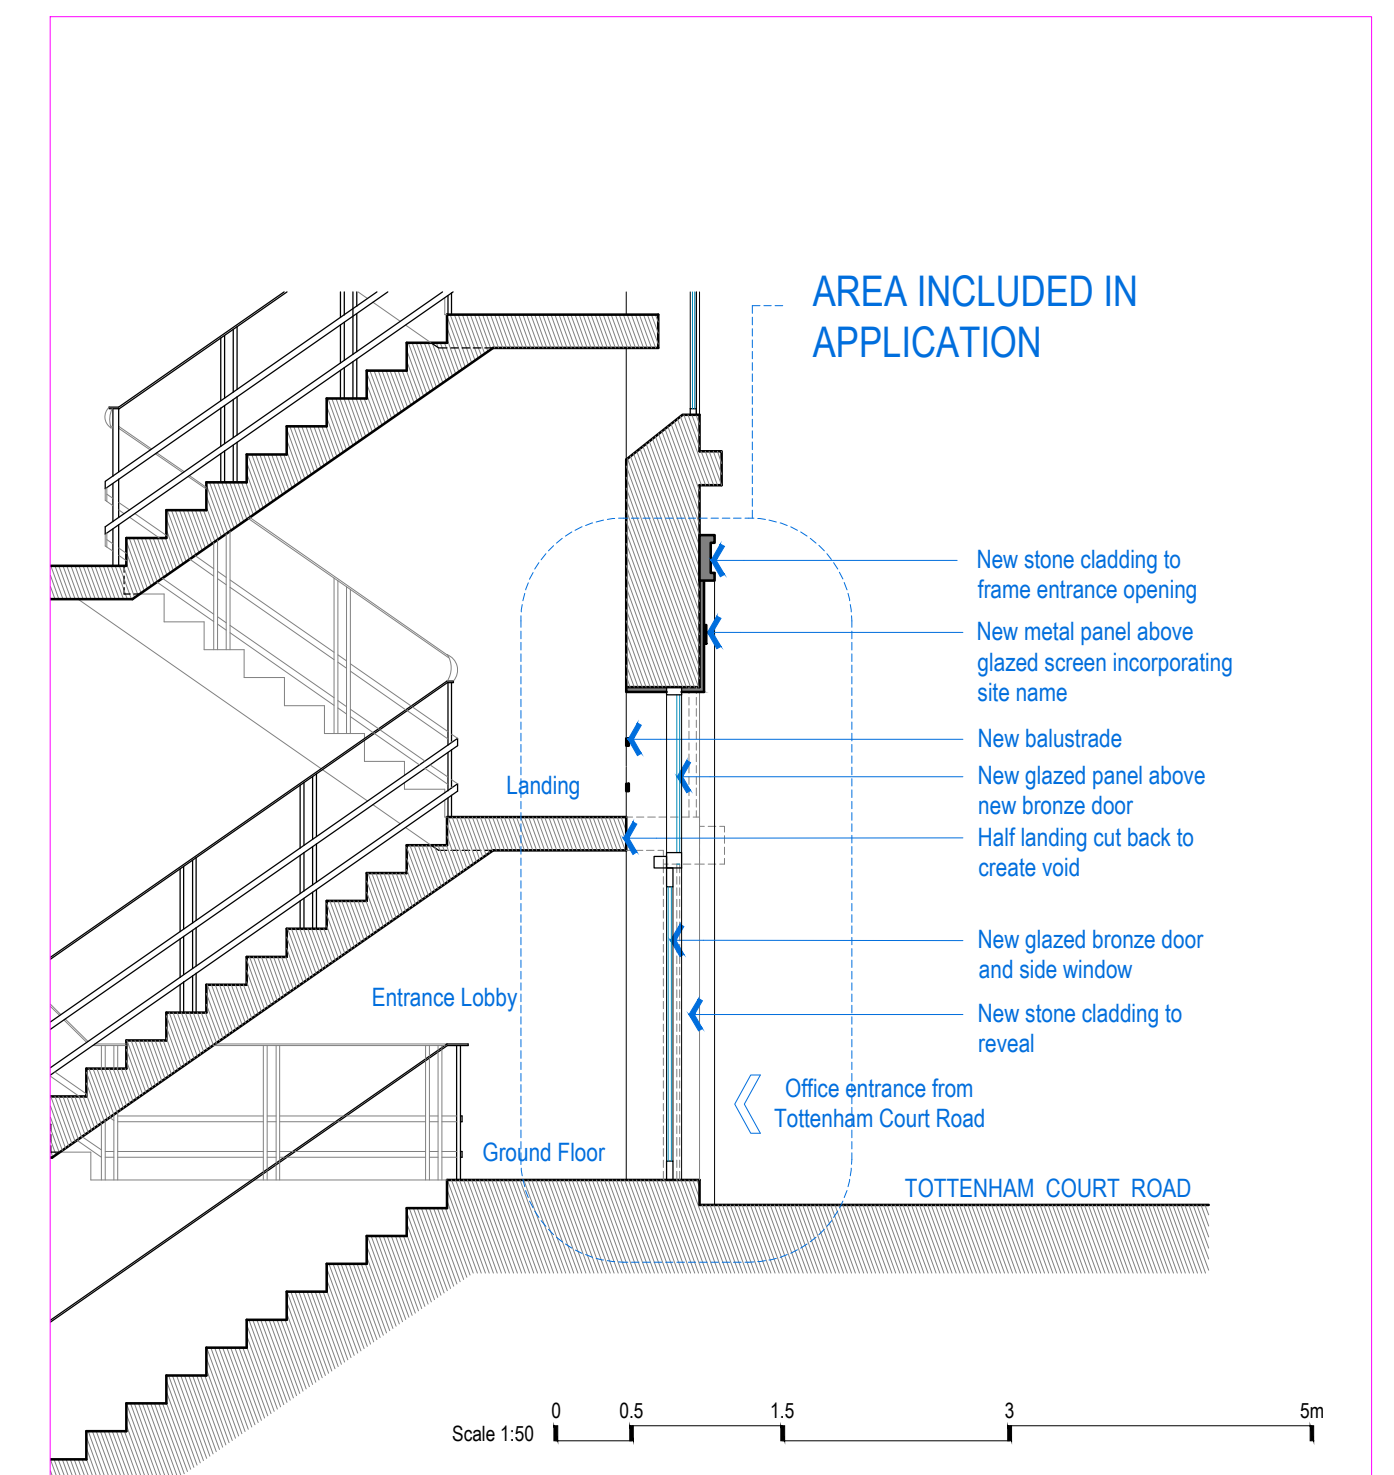 AREA INCLUDED IN
APPLICATION
New stone cladding to
frame entrance opening
New metal panel above
glazed screen incorporating
site name
New balustrade
New glazed panel above
new bronze door
Half landing cut back to
create void
New glazed bronze door
and side window
New stone cladding to
reveal
Landing
Entrance Lobby
Office entrance from
Tottenham Court Road
Ground Floor
TOTTENHAM COURT ROAD
Scale 1:50
0 0.5 1.5 3 5m